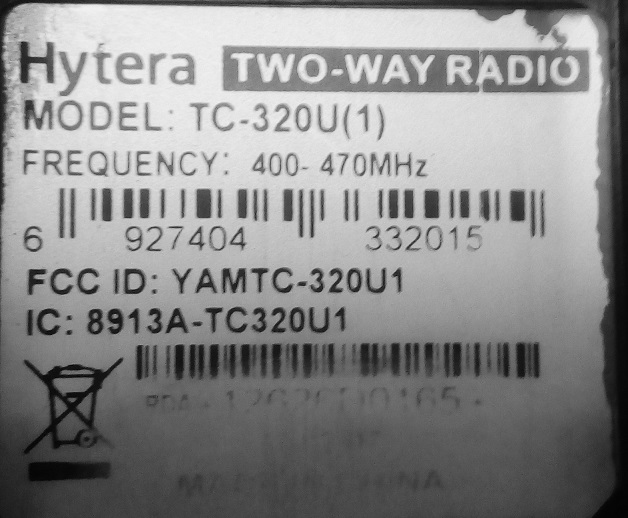 Hytera TWO-WAY RADIO
MODEL: TC-320U(1)
FREQUENCY: 400- 470MHz
6 927404 332015
FCC ID: YAMTC-320U1
IC: 8913A-TC320U1